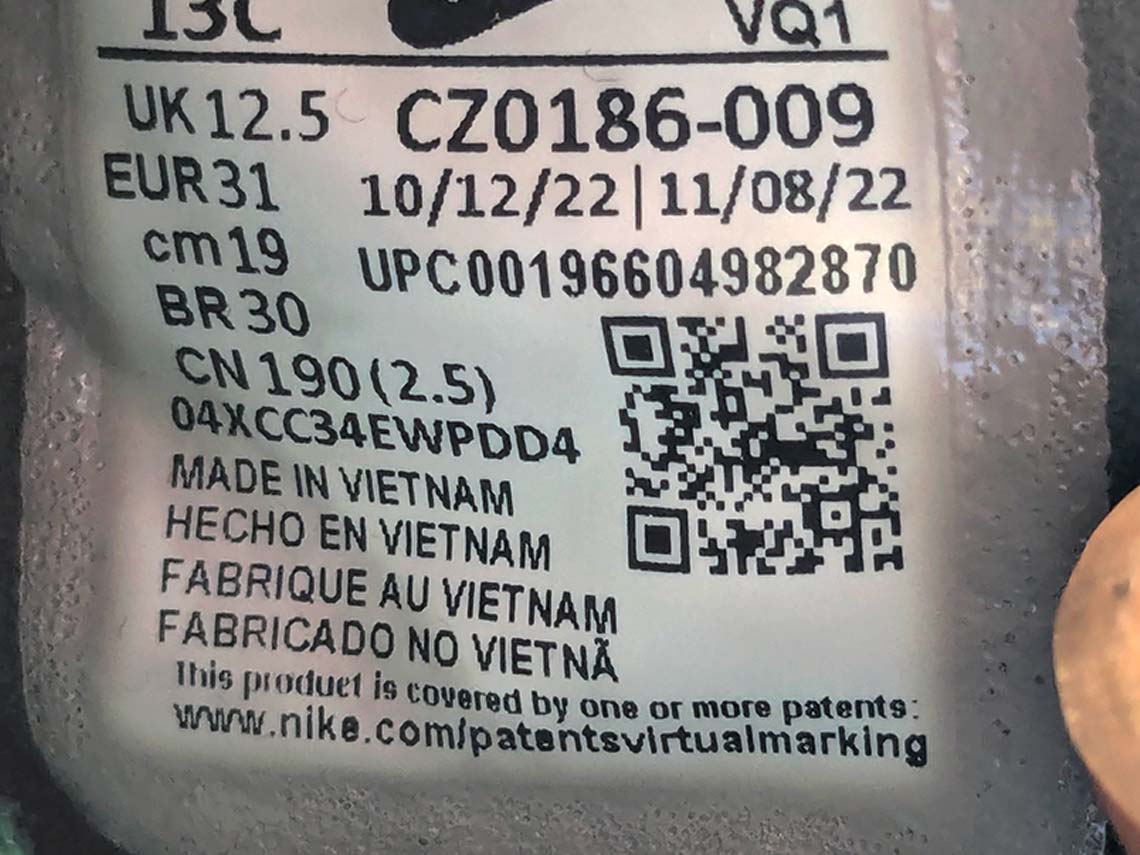 13C VQ1
UK 12.5 CZ0186-009
EUR 31 10/12/22 | 11/08/22
cm 19 UPC00196604982870
BR 30
CN 190 (2.5)
04XCC34EWPDD4
MADE IN VIETNAM
HECHO EN VIETNAM
FABRIQUE AU VIETNAM
FABRICADO NO VIETNÃ
This product is covered by one or more patents:
www.nike.com/patentsvirtualmarking